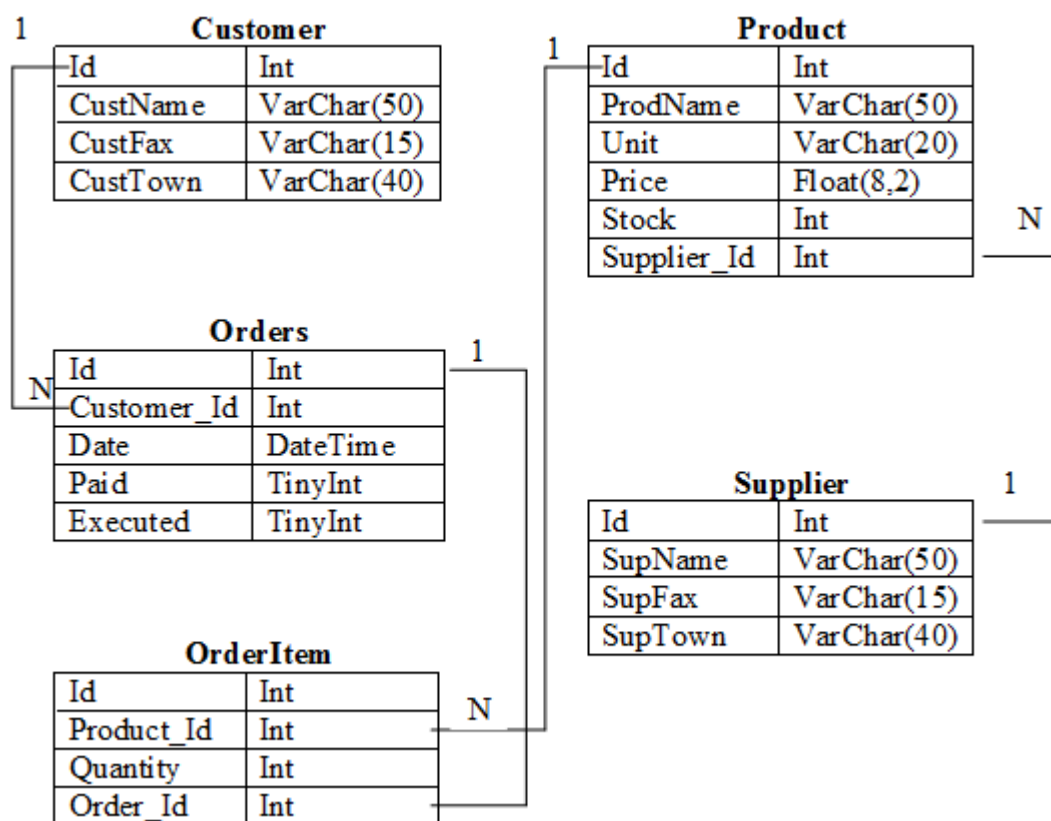 1
Customer
Id Int
CustName VarChar(50)
CustFax VarChar(15)
CustTown VarChar(40)
1
Product
Id Int
ProdName VarChar(50)
Unit VarChar(20)
Price Float(8,2)
Stock Int
Supplier_Id Int
N
Orders
1
Id Int
N
Customer_Id Int
Date DateTime
Paid TinyInt
Executed TinyInt
Supplier
1
Id Int
SupName VarChar(50)
SupFax VarChar(15)
SupTown VarChar(40)
OrderItem
Id Int
Product_Id Int
N
Quantity Int
Order_Id Int